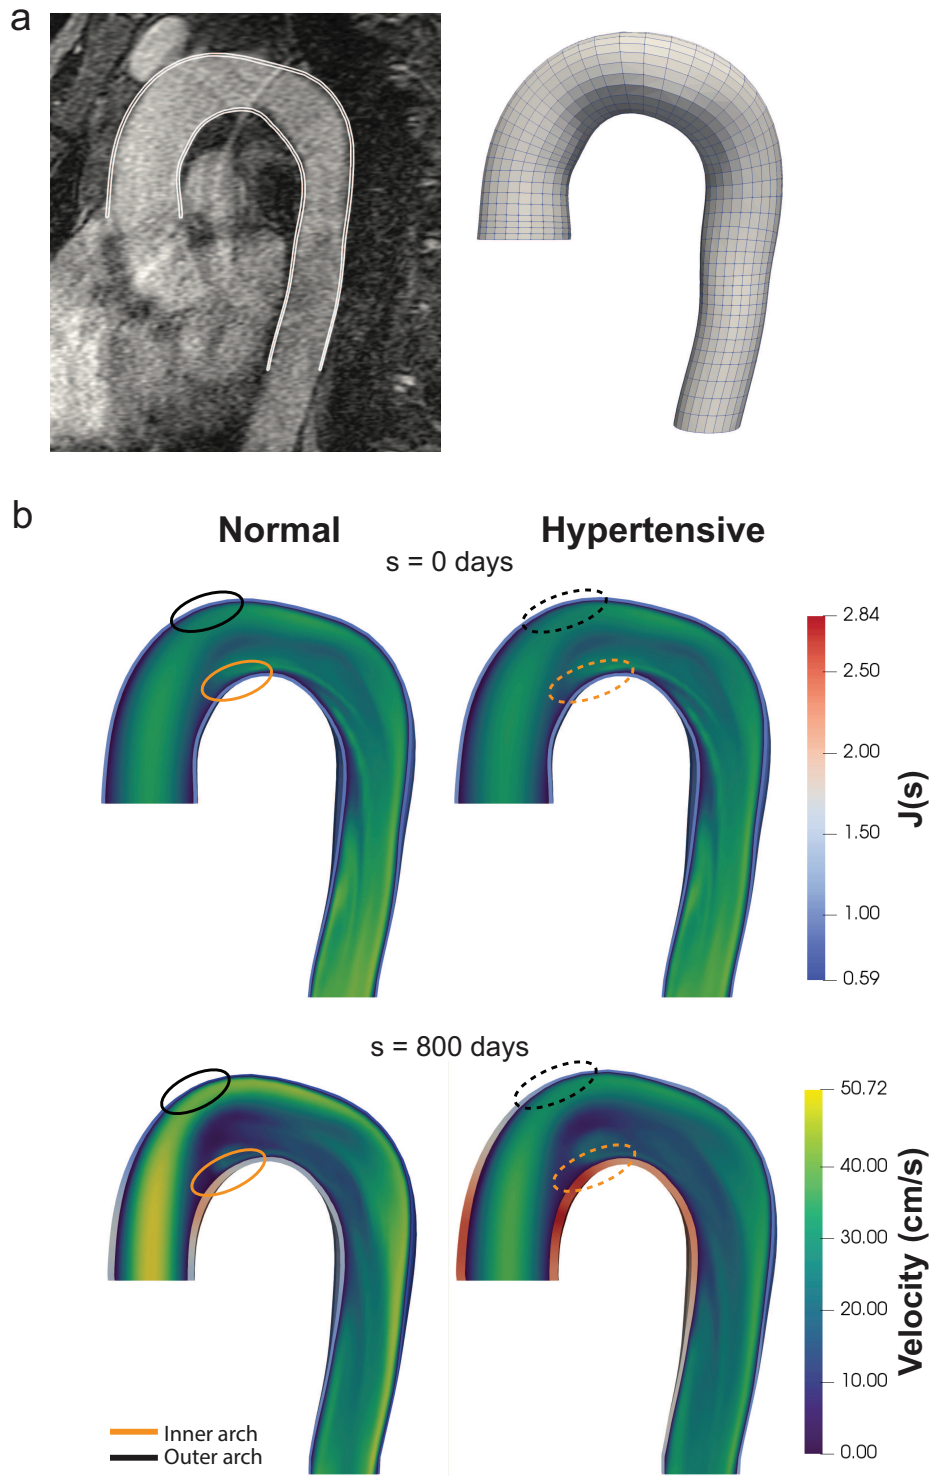 a
b
Normal
Hypertensive
s = 0 days
2.84
2.50
2.00
1.50
1.00
0.59
J(s)
s = 800 days
50.72
40.00
30.00
20.00
10.00
0.00
Velocity (cm/s)
Inner arch
Outer arch